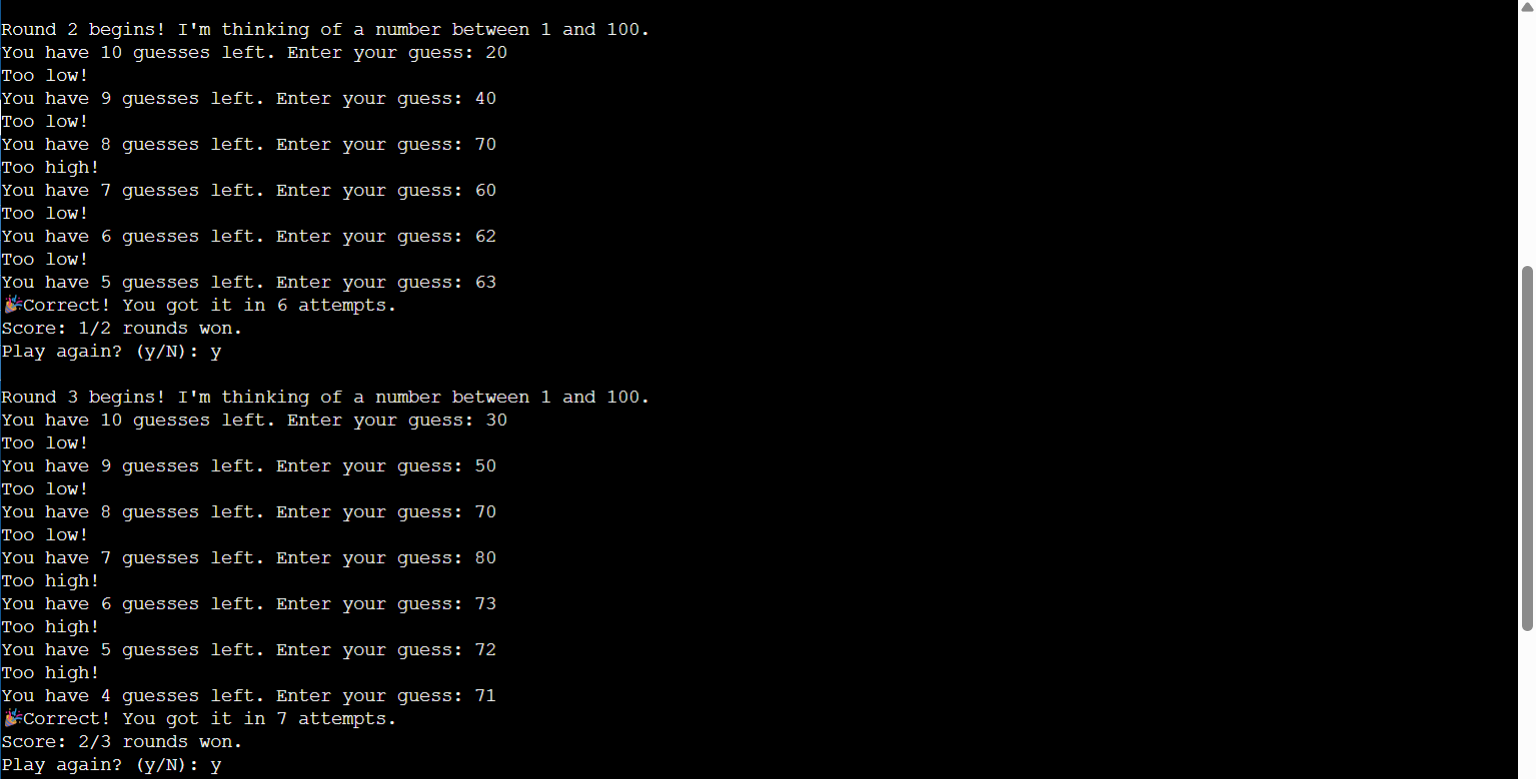 Round 2 begins! I'm thinking of a number between 1 and 100.
You have 10 guesses left. Enter your guess: 20
Too low!
You have 9 guesses left. Enter your guess: 40
Too low!
You have 8 guesses left. Enter your guess: 70
Too high!
You have 7 guesses left. Enter your guess: 60
Too low!
You have 6 guesses left. Enter your guess: 62
Too low!
You have 5 guesses left. Enter your guess: 63
🎉Correct! You got it in 6 attempts.
Score: 1/2 rounds won.
Play again? (y/N): y
Round 3 begins! I'm thinking of a number between 1 and 100.
You have 10 guesses left. Enter your guess: 30
Too low!
You have 9 guesses left. Enter your guess: 50
Too low!
You have 8 guesses left. Enter your guess: 70
Too low!
You have 7 guesses left. Enter your guess: 80
Too high!
You have 6 guesses left. Enter your guess: 73
Too high!
You have 5 guesses left. Enter your guess: 72
Too high!
You have 4 guesses left. Enter your guess: 71
🎉Correct! You got it in 7 attempts.
Score: 2/3 rounds won.
Play again? (y/N): y